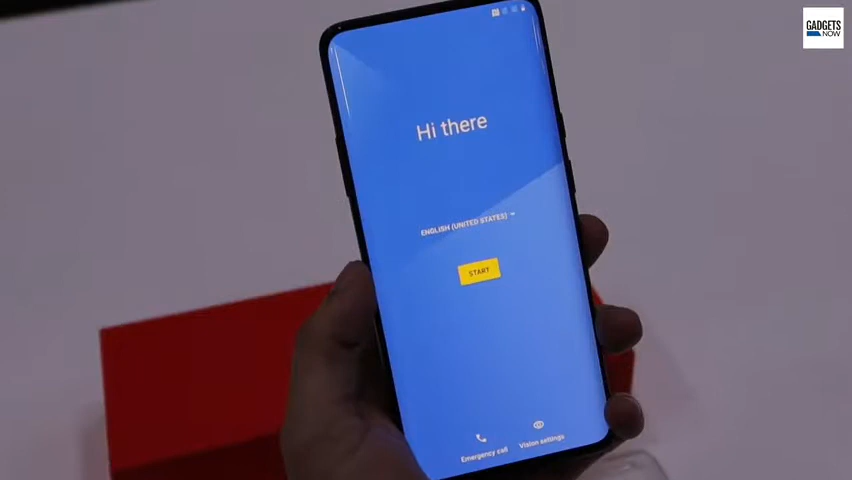 GADGETS
NOW
Hi there
ENGLISH (UNITED STATES)
START
Emergency call
Vision settings